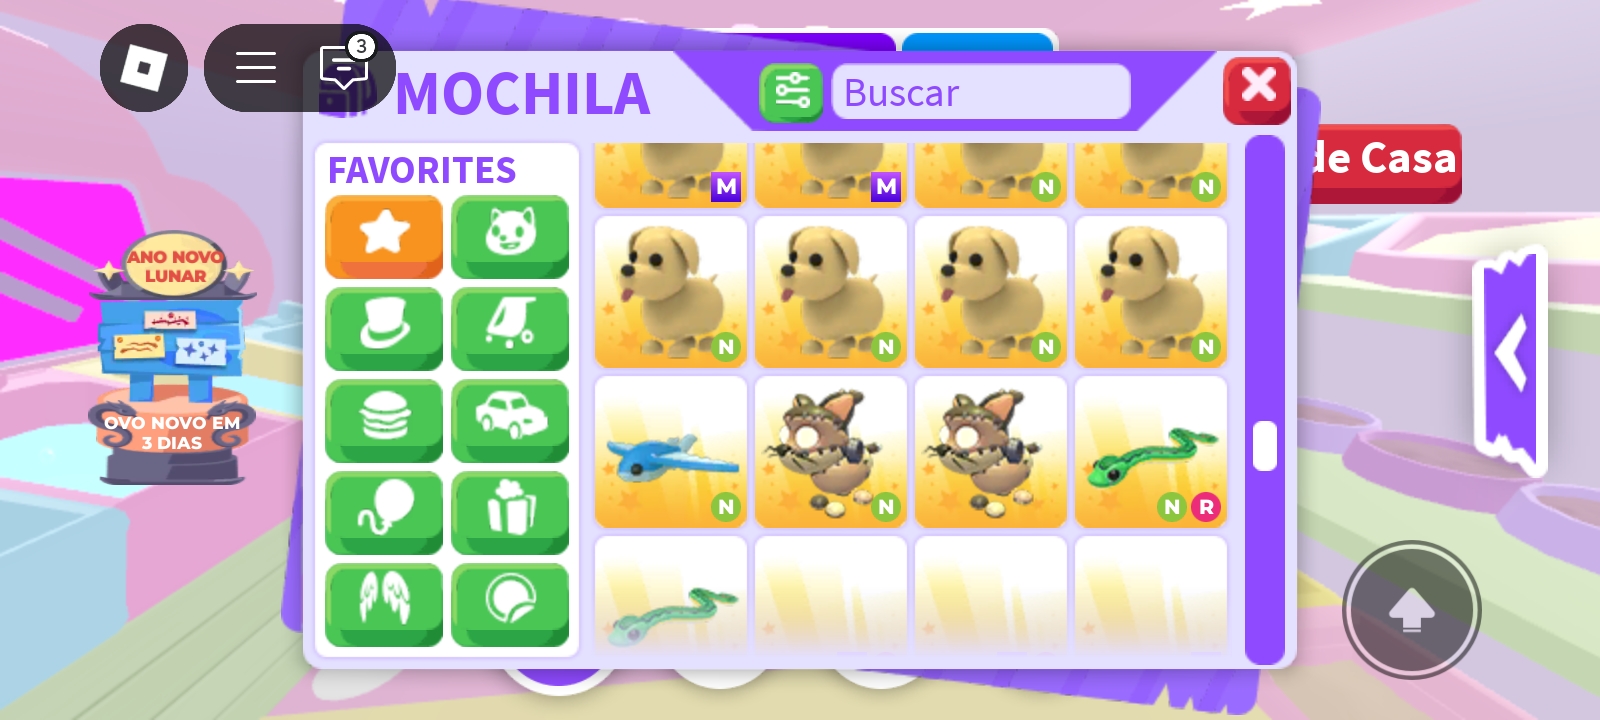 3
MOCHILA
Buscar
FAVORITES
de Casa
M
M
N
N
N
N
N
N
N
N
N
R
ANO NOVO
LUNAR
OVO NOVO EM
3 DIAS